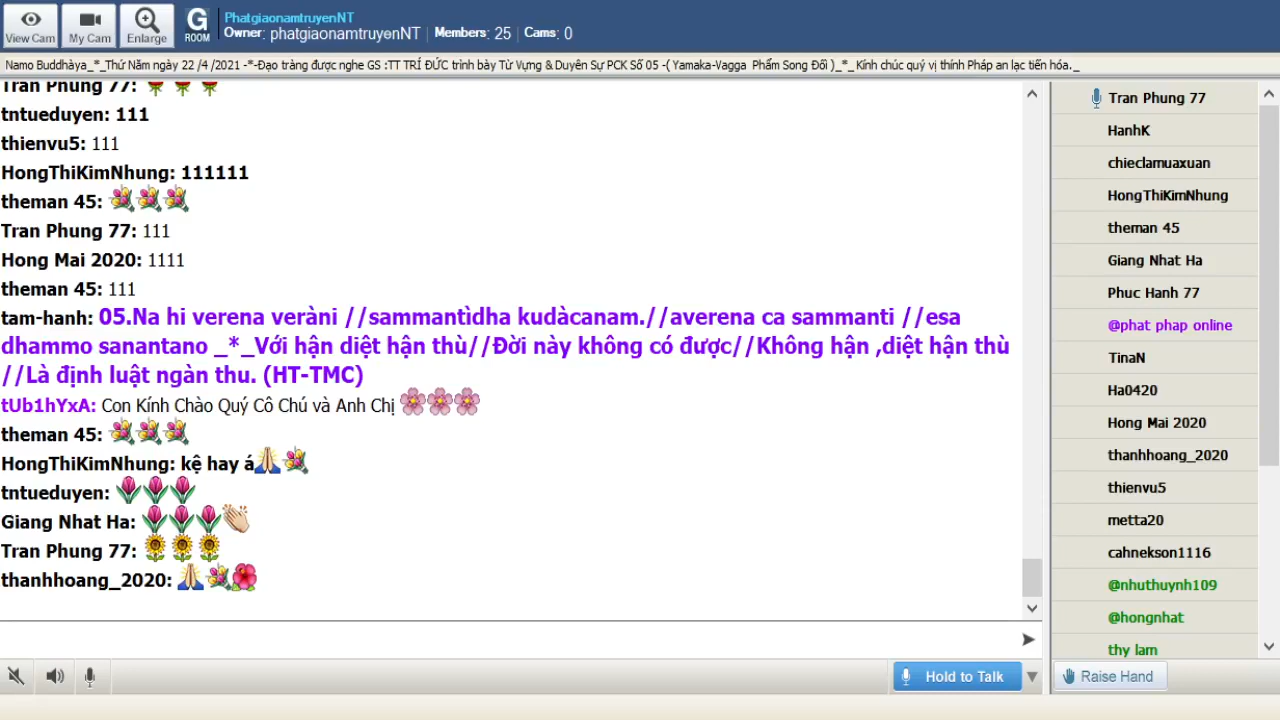 View Cam
My Cam
Enlarge
G
ROOM
PhatgiaonamtruyenNT
Owner: phatgiaonamtruyenNT | Members: 25 | Cams: 0
Namo Buddhàya_*_Thứ Năm ngày 22 /4 /2021 -*-Đạo tràng được nghe GS :TT TRÍ ĐỨC trình bày Từ Vựng & Duyên Sự PCK Số 05 -( Yamaka-Vagga Phẩm Song Đối )_*_ Kính chúc quý vị thính Pháp an lạc tiến hóa._
Tran Phung 77:
tntueduyen: 111
thienvu5: 111
HongThiKimNhung: 111111
theman 45:
Tran Phung 77: 111
Hong Mai 2020: 1111
theman 45: 111
tam-hanh: 05.Na hi verena veràni //sammantìdha kudàcanam.//averena ca sammanti //esa
dhammo sanantano _*_Với hận diệt hận thù//Đời này không có được//Không hận ,diệt hận thù
//Là định luật ngàn thu. (HT-TMC)
tUb1hYxA: Con Kính Chào Quý Cô Chú và Anh Chị
theman 45:
HongThiKimNhung: kệ hay á
tntueduyen:
Giang Nhat Ha:
Tran Phung 77:
thanhhoang_2020:
Hold to Talk
Tran Phung 77
HanhK
chieclamuaxuan
HongThiKimNhung
theman 45
Giang Nhat Ha
Phuc Hanh 77
@phat phap online
TinaN
Ha0420
Hong Mai 2020
thanhhoang_2020
thienvu5
metta20
cahnekson1116
@nhuthuynh109
@hongnhat
thy lam
Raise Hand